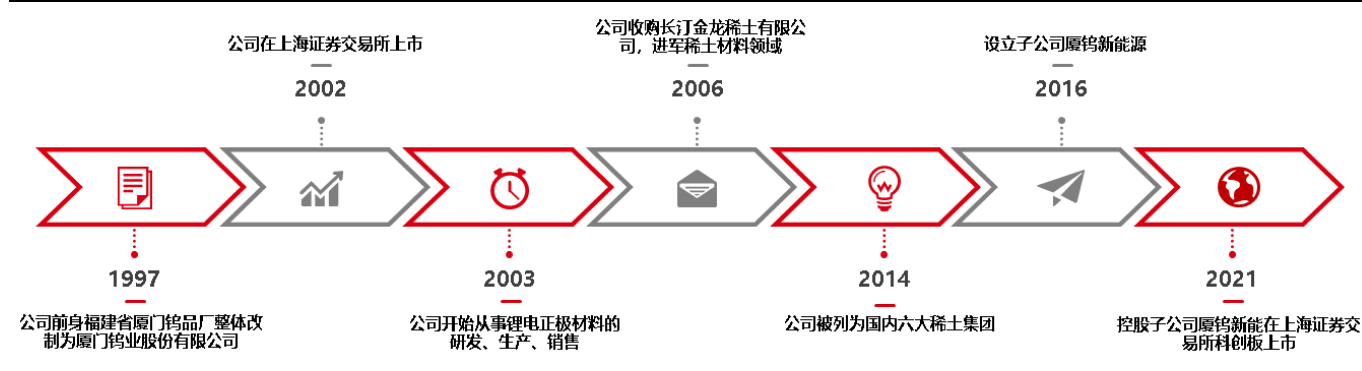 公司在上海证券交易所上市
2002
公司收购长汀金龙稀土有限公
司，进军稀土材料领域
2006
设立子公司厦钨新能源
2016
1997
公司前身福建省厦门钨品厂整体改
制为厦门钨业股份有限公司
2003
公司开始从事锂电正极材料的
研发、生产、销售
2014
公司被列为国内六大稀土集团
2021
控股子公司厦钨新能在上海证券交
易所科创板上市